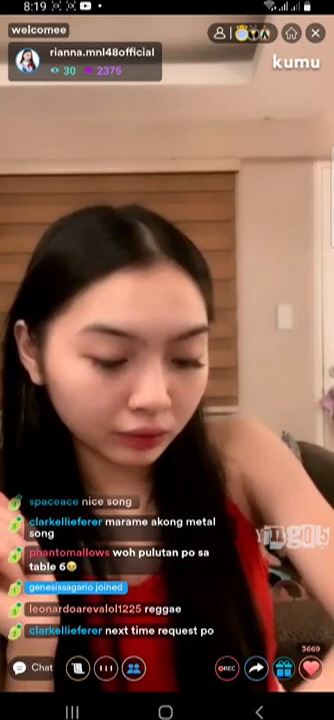 8:19
welcomee
rianna.mnl48official
30 2375
kumu
spaceace nice song
clarkellieferer marame akong metal
song
phantomallows woh pulutan po sa
table 6
genesissagario joined
leonardoarevalol1225 reggae
clarkellieferer next time request po
3669
Chat
REC